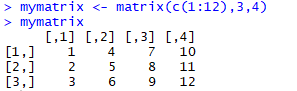 > mymatrix <- matrix(c(1:12),3,4)
> mymatrix
     [,1] [,2] [,3] [,4]
[1,]    1    4    7   10
[2,]    2    5    8   11
[3,]    3    6    9   12